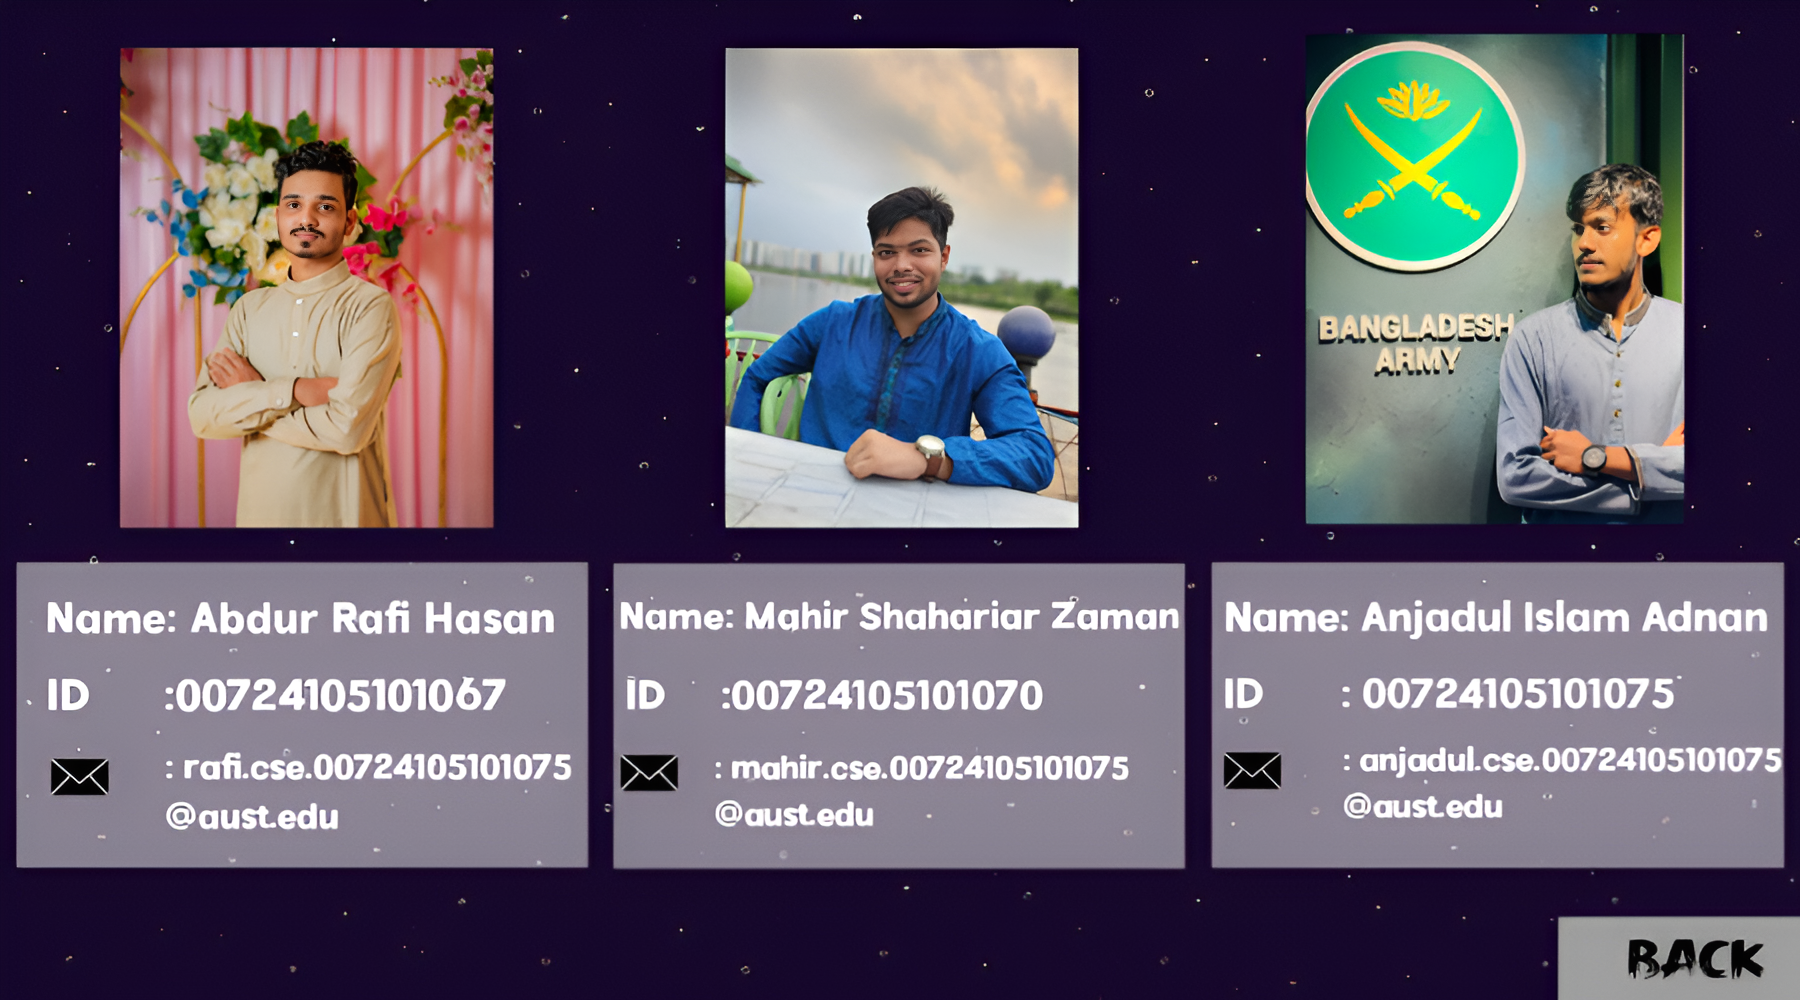 BANGLADESH
ARMY
Name: Abdur Rafi Hasan
ID :00724105101067
: rafi.cse.00724105101075
@aust.edu
Name: Mahir Shahariar Zaman
ID :00724105101070
: mahir.cse.00724105101075
@aust.edu
Name: Anjadul Islam Adnan
ID : 00724105101075
: anjadul.cse.00724105101075
@aust.edu
BACK